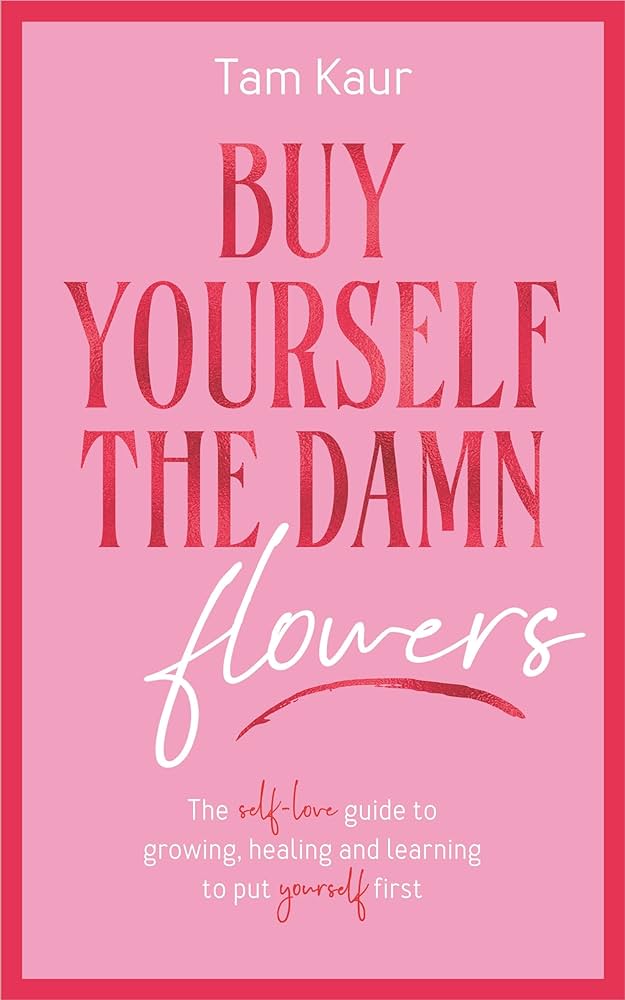 Tam Kaur
BUY
YOURSELF
THE DAMN
flowers
The self-love guide to
growing, healing and learning
to put yourself first